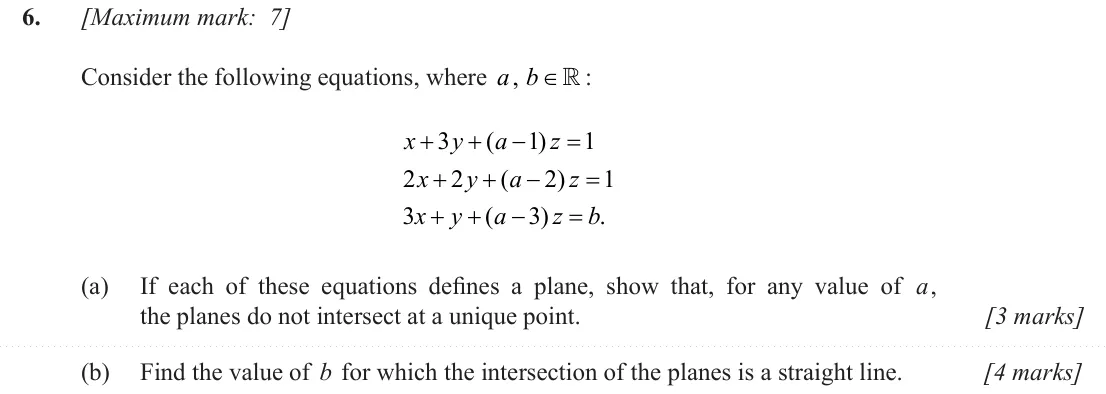 6. [Maximum mark: 7]
Consider the following equations, where a, b ∈ ℝ:
x + 3y + (a − 1)z = 1
2x + 2y + (a − 2)z = 1
3x + y + (a − 3)z = b.
(a) If each of these equations defines a plane, show that, for any value of a,
the planes do not intersect at a unique point. [3 marks]
(b) Find the value of b for which the intersection of the planes is a straight line. [4 marks]